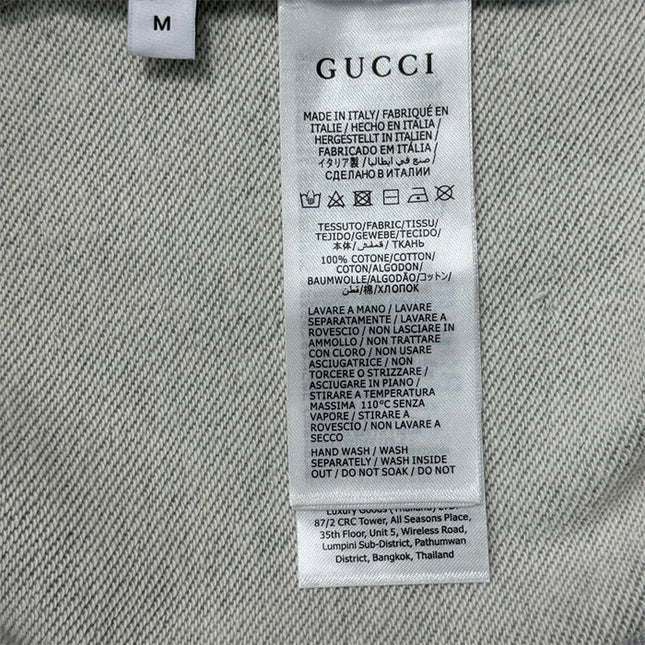 M
GUCCI
MADE IN ITALY/ FABRIQUÉ EN
ITALIE / HECHO EN ITALIA/
HERGESTELLT IN ITALIEN/
FABRICADO EM ITÁLIA/
イタリア製 /صنع في ايطاليا/
СДЕЛАНО В ИТАЛИИ
TESSUTO/FABRIC/TISSU/
TEJIDO/GEWEBE/TECIDO/
本体/قملش/ ТКАНЬ
100% COTONE/COTTON/
COTON/ALGODON/
BAUMWOLLE/ALGODÃO/コットン/
قطن/棉/ХЛОПОК
LAVARE A MANO / LAVARE
SEPARATAMENTE / LAVARE A
ROVESCIO / NON LASCIARE IN
AMMOLLO / NON TRATTARE
CON CLORO / NON USARE
ASCIUGATRICE / NON
TORCERE O STRIZZARE /
ASCIUGARE IN PIANO /
STIRARE A TEMPERATURA
MASSIMA 110°C SENZA
VAPORE / STIRARE A
ROVESCIO / NON LAVARE A
SECCO
HAND WASH / WASH
SEPARATELY / WASH INSIDE
OUT / DO NOT SOAK / DO NOT
Luxury Goods (Thailand)
87/2 CRC Tower, All Seasons Place,
35th Floor, Unit 5, Wireless Road,
Lumpini Sub-District, Pathumwan
District, Bangkok, Thailand